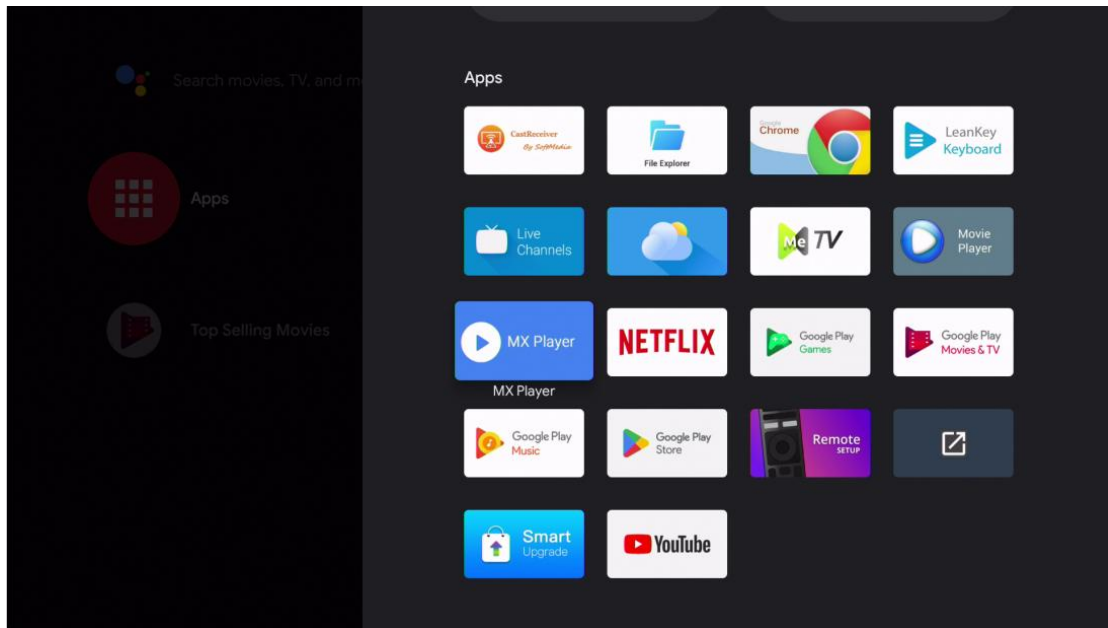 Search movies, TV, and m
Apps
Top Selling Movies
Apps
CastReceiver
By SoftMedia
File Explorer
Google
Chrome
LeanKey
Keyboard
Live
Channels
Me TV
Movie
Player
MX Player
MX Player
NETFLIX
Google Play
Games
Google Play
Movies & TV
Google Play
Music
Google Play
Store
Remote
SETUP
Smart
Upgrade
YouTube